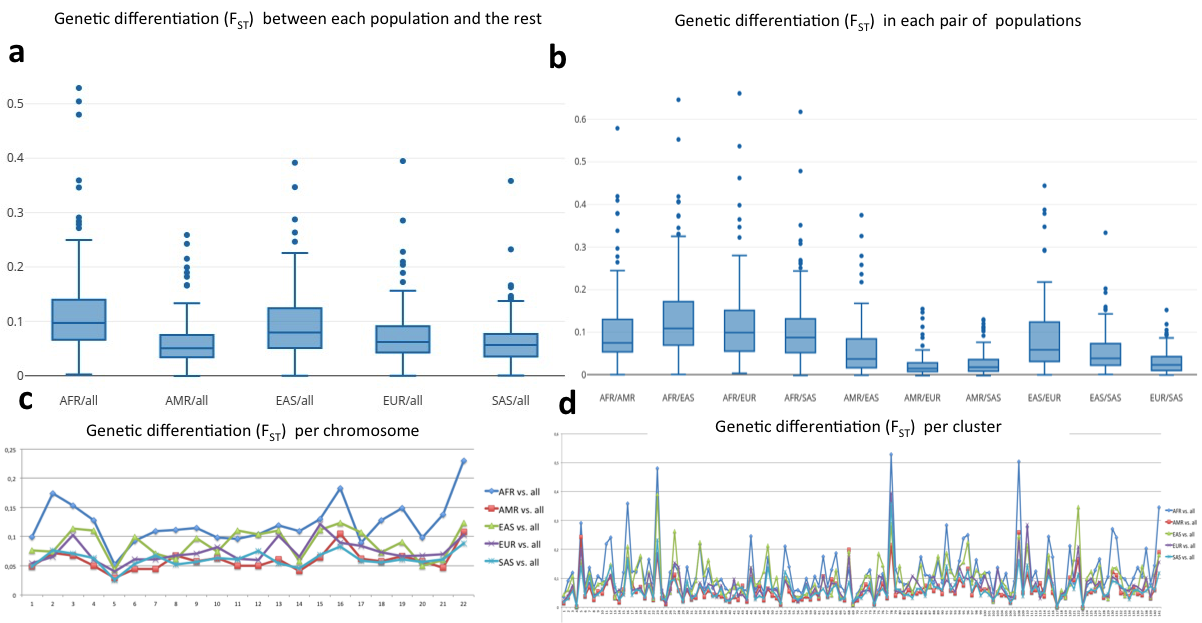 Genetic differentiation (FST) between each population and the rest
Genetic differentiation (FST) in each pair of populations
a
b
0.5
0.4
0.3
0.2
0.1
0
AFR/all AMR/all EAS/all EUR/all SAS/all
0.6
0.5
0.4
0.3
0.2
0.1
0
AFR/AMR AFR/EAS AFR/EUR AFR/SAS AMR/EAS AMR/EUR AMR/SAS EAS/EUR EAS/SAS EUR/SAS
c
d
Genetic differentiation (FST) per chromosome
Genetic differentiation (FST) per cluster
0,25
0,2
0,15
0,1
0,05
0
1 2 3 4 5 6 7 8 9 10 11 12 13 14 15 16 17 18 19 20 21 22
AFR vs. all
AMR vs. all
EAS vs. all
EUR vs. all
SAS vs. all
AFR vs. all
AMR vs. all
EAS vs. all
EUR vs. all
SAS vs. all